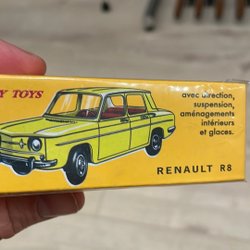 Y TOYS
avec direction,
suspension,
aménagements
intérieurs
et glaces.
RENAULT R8